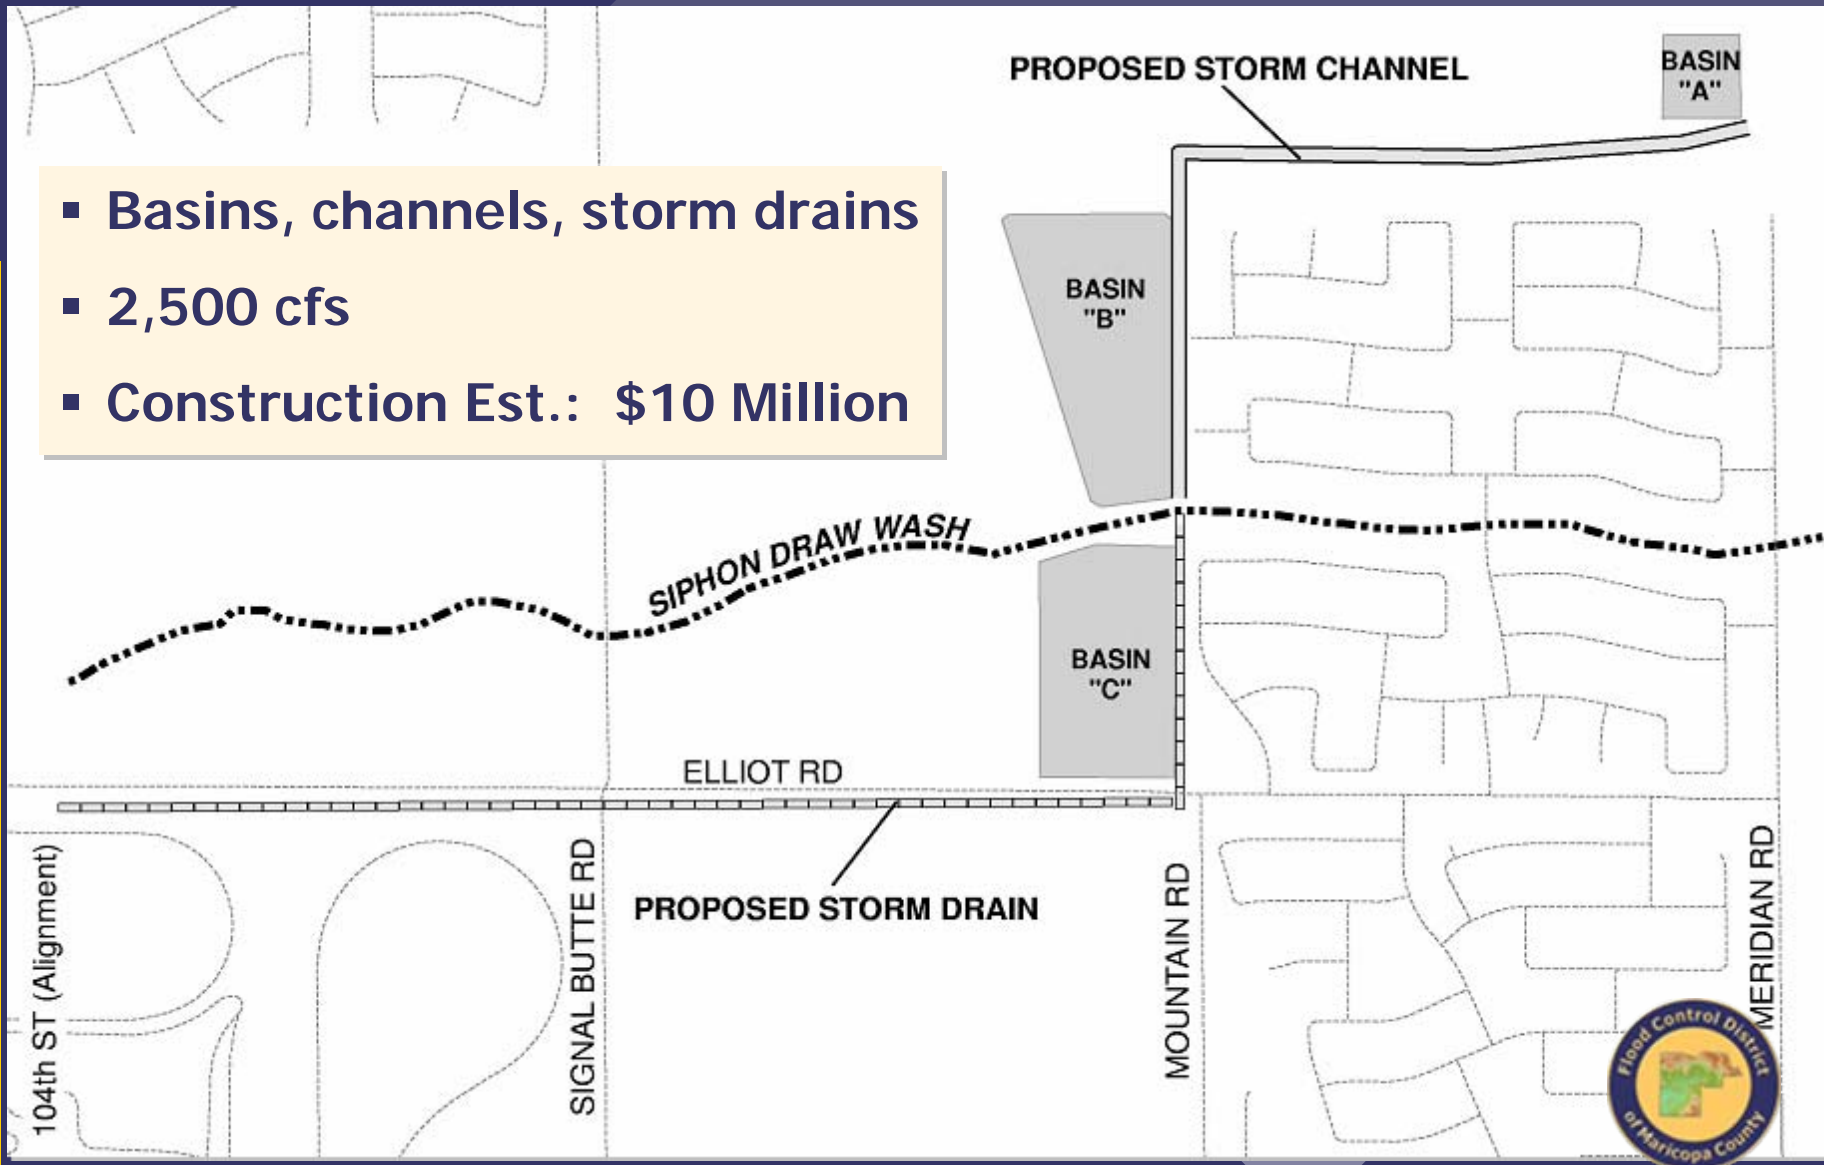 PROPOSED STORM CHANNEL
BASIN
"A"
▪ Basins, channels, storm drains
▪ 2,500 cfs
▪ Construction Est.: $10 Million
BASIN
"B"
SIPHON DRAW WASH
BASIN
"C"
ELLIOT RD
PROPOSED STORM DRAIN
104th ST (Alignment)
SIGNAL BUTTE RD
MOUNTAIN RD
MERIDIAN RD
Flood Control District
of Maricopa County